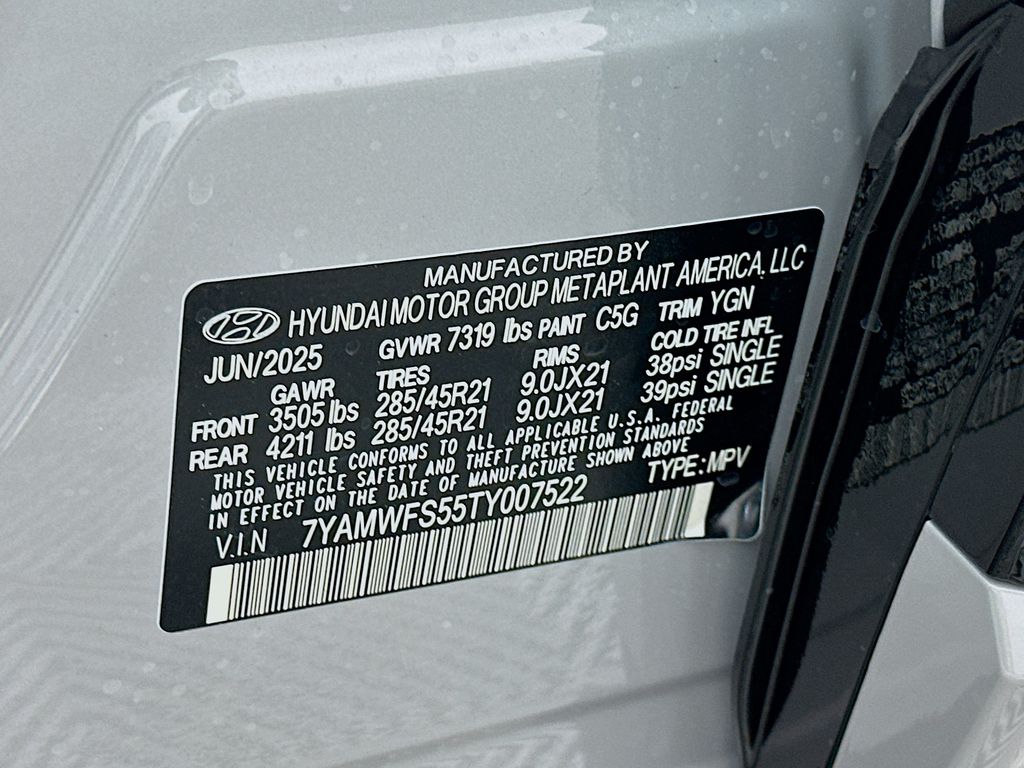 MANUFACTURED BY
HYUNDAI MOTOR GROUP METAPLANT AMERICA, LLC
JUN/2025 GVWR 7319 lbs PAINT C5G TRIM YGN
GAWR TIRES RIMS COLD TIRE INFL
FRONT 3505 lbs 285/45R21 9.0JX21 38psi SINGLE
REAR 4211 lbs 285/45R21 9.0JX21 39psi SINGLE
THIS VEHICLE CONFORMS TO ALL APPLICABLE U.S.A. FEDERAL
MOTOR VEHICLE SAFETY AND THEFT PREVENTION STANDARDS
IN EFFECT ON THE DATE OF MANUFACTURE SHOWN ABOVE
V.I.N 7YAMWFS55TY007522 TYPE:MPV